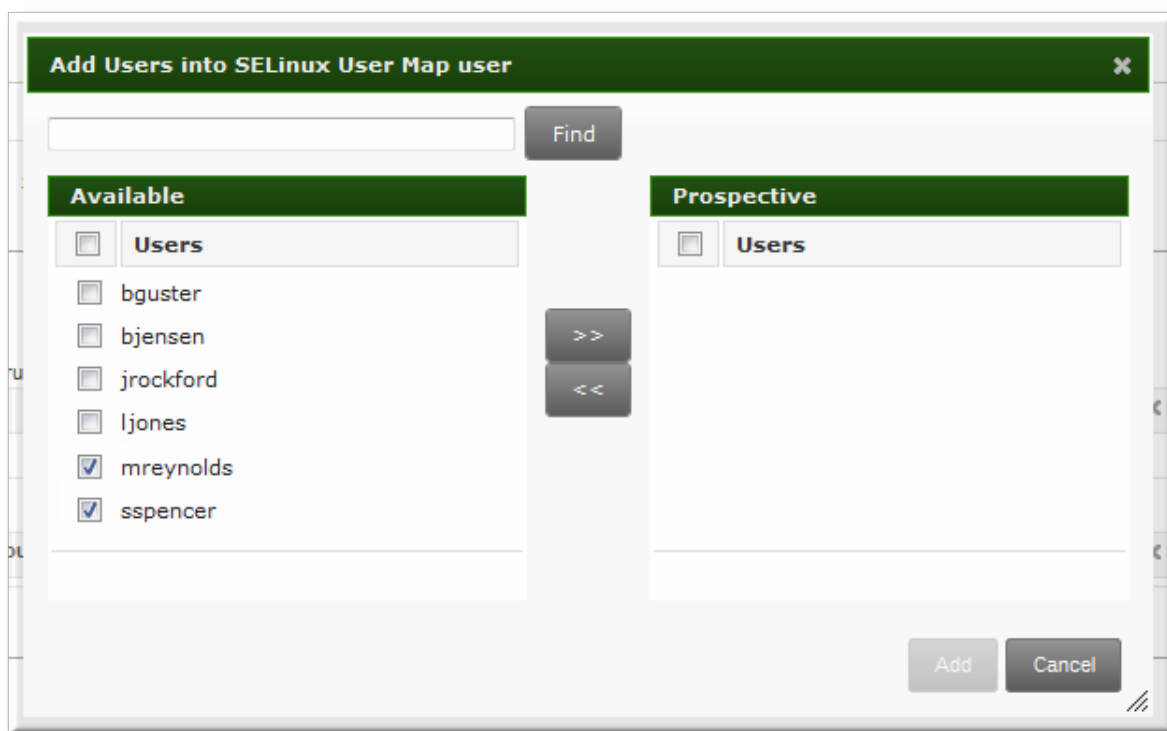 Add Users into SELinux User Map user
Find
Available
Users
bguster
bjensen
jrockford
ljones
mreynolds
sspencer
>>
<<
Prospective
Users
Add
Cancel